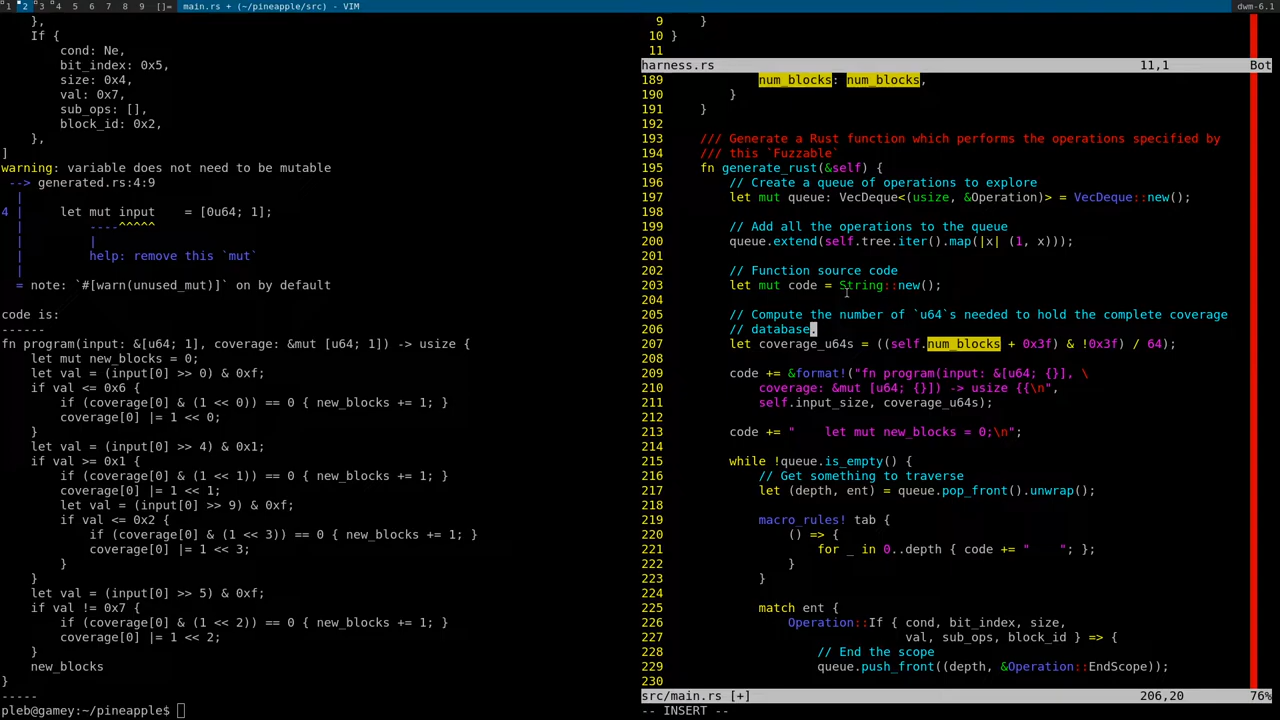 1 2 3 4 5 6 7 8 9 []= main.rs + (~/pineapple/src) - VIM dwm-6.1
    },
    If {
        cond: Ne,
        bit_index: 0x5,
        size: 0x4,
        val: 0x7,
        sub_ops: [],
        block_id: 0x2,
    },
]
warning: variable does not need to be mutable
 --> generated.rs:4:9
  |
4 |     let mut input    = [0u64; 1];
  |         ----^^^^^
  |         |
  |         help: remove this `mut`
  |
  = note: `#[warn(unused_mut)]` on by default

code is:
------
fn program(input: &[u64; 1], coverage: &mut [u64; 1]) -> usize {
    let mut new_blocks = 0;
    let val = (input[0] >> 0) & 0xf;
    if val <= 0x6 {
        if (coverage[0] & (1 << 0)) == 0 { new_blocks += 1; }
        coverage[0] |= 1 << 0;
    }
    let val = (input[0] >> 4) & 0xf;
    if val >= 0x1 {
        if (coverage[0] & (1 << 1)) == 0 { new_blocks += 1; }
        coverage[0] |= 1 << 1;
        let val = (input[0] >> 9) & 0xf;
        if val <= 0x2 {
            if (coverage[0] & (1 << 3)) == 0 { new_blocks += 1; }
            coverage[0] |= 1 << 3;
        }
    }
    let val = (input[0] >> 5) & 0xf;
    if val != 0x7 {
        if (coverage[0] & (1 << 2)) == 0 { new_blocks += 1; }
        coverage[0] |= 1 << 2;
    }
    new_blocks
}
-----
pleb@gamey:~/pineapple$
  9     }
 10 }
 11
harness.rs 11,1 Bot
189             num_blocks: num_blocks,
190         }
191     }
192
193     /// Generate a Rust function which performs the operations specified by
194     /// this `Fuzzable`
195     fn generate_rust(&self) {
196         // Create a queue of operations to explore
197         let mut queue: VecDeque<(usize, &Operation)> = VecDeque::new();
198
199         // Add all the operations to the queue
200         queue.extend(self.tree.iter().map(|x| (1, x)));
201
202         // Function source code
203         let mut code = String::new();
204
205         // Compute the number of `u64`s needed to hold the complete coverage
206         // database.
207         let coverage_u64s = ((self.num_blocks + 0x3f) & !0x3f) / 64);
208
209         code += &format!("fn program(input: &[u64; {}], \
210             coverage: &mut [u64; {}]) -> usize {{\n",
211             self.input_size, coverage_u64s);
212
213         code += "    let mut new_blocks = 0;\n";
214
215         while !queue.is_empty() {
216             // Get something to traverse
217             let (depth, ent) = queue.pop_front().unwrap();
218
219             macro_rules! tab {
220                 () => {
221                     for _ in 0..depth { code += "    "; };
222                 }
223             }
224
225             match ent {
226                 Operation::If { cond, bit_index, size,
227                                 val, sub_ops, block_id } => {
228                     // End the scope
229                     queue.push_front((depth, &Operation::EndScope));
230
src/main.rs [+] 206,20 76%
-- INSERT --